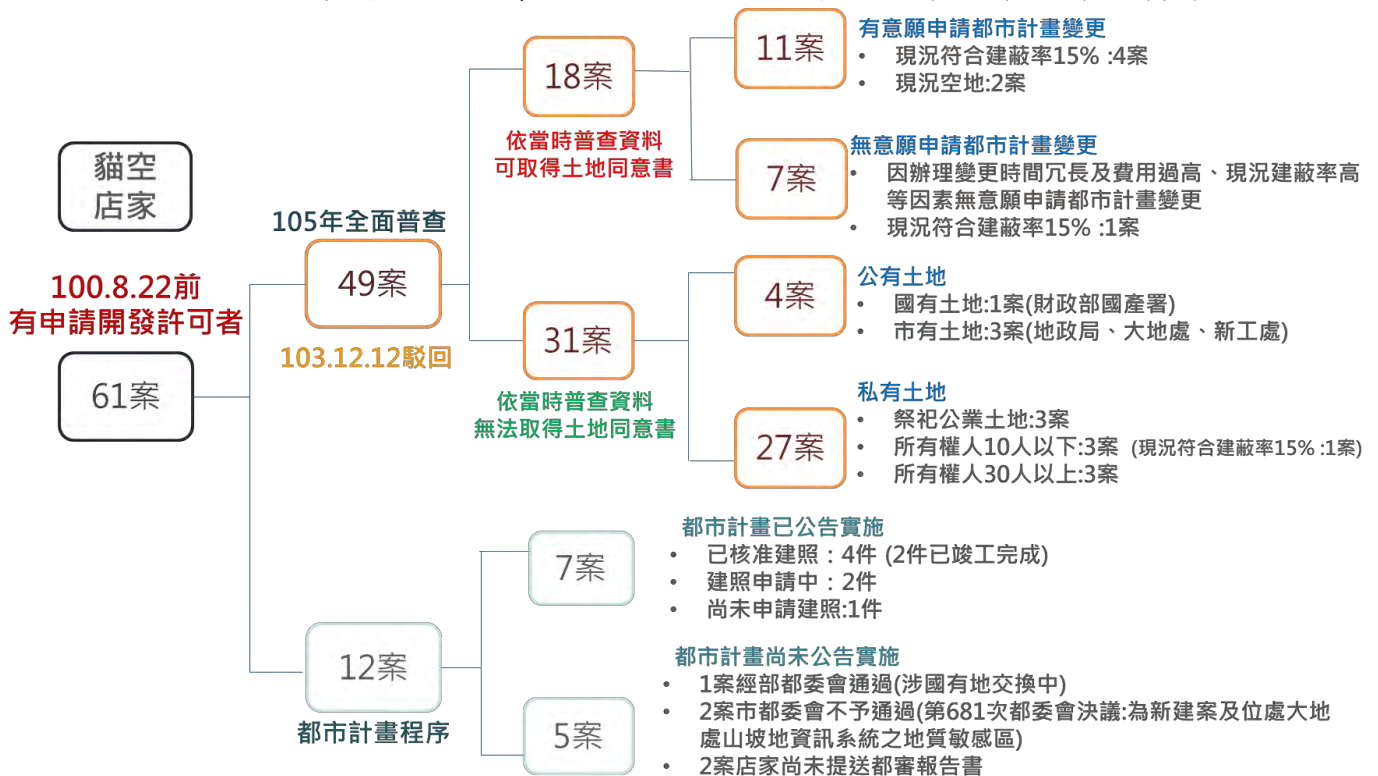 貓空
店家
100.8.22前
有申請開發許可者
61案
105年全面普查
49案
103.12.12駁回
18案
依當時普查資料
可取得土地同意書
11案
有意願申請都市計畫變更
• 現況符合建蔽率15% :4案
• 現況空地:2案
7案
無意願申請都市計畫變更
• 因辦理變更時間冗長及費用過高、現況建蔽率高
等因素無意願申請都市計畫變更
• 現況符合建蔽率15% :1案
31案
依當時普查資料
無法取得土地同意書
4案
公有土地
• 國有土地:1案(財政部國產署)
• 市有土地:3案(地政局、大地處、新工處)
27案
私有土地
• 祭祀公業土地:3案
• 所有權人10人以下:3案 (現況符合建蔽率15% :1案)
• 所有權人30人以上:3案
12案
都市計畫程序
7案
都市計畫已公告實施
• 已核准建照：4件 (2件已竣工完成)
• 建照申請中：2件
• 尚未申請建照:1件
5案
都市計畫尚未公告實施
• 1案經部都委會通過(涉國有地交換中)
• 2案市都委會不予通過(第681次都委會決議:為新建案及位處大地
處山坡地資訊系統之地質敏感區)
• 2案店家尚未提送都審報告書